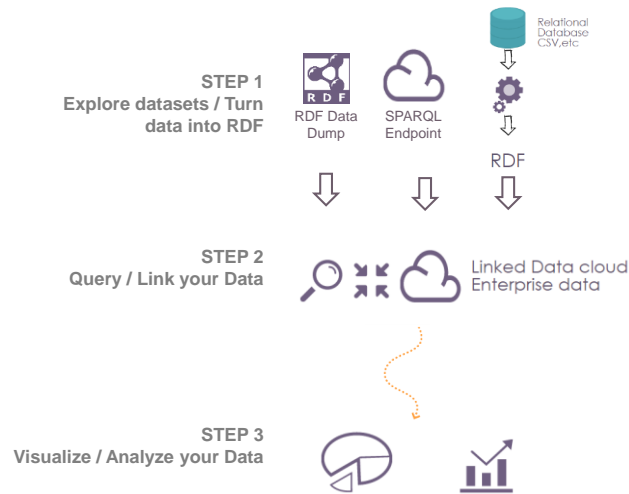 Relational
Database
CSV,etc
STEP 1
Explore datasets / Turn
data into RDF
RDF
RDF Data
Dump
SPARQL
Endpoint
RDF
STEP 2
Query / Link your Data
Linked Data cloud
Enterprise data
STEP 3
Visualize / Analyze your Data